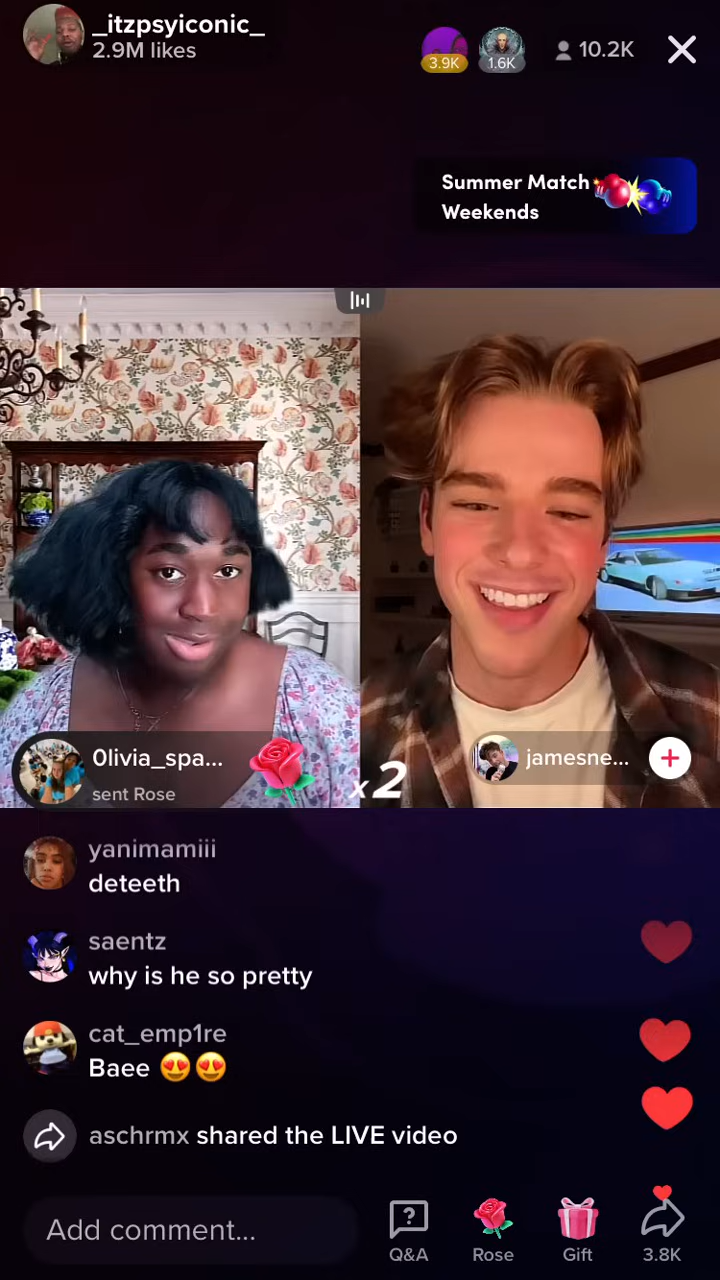 _itzpsyiconic_
2.9M likes
3.9K
1.6K
10.2K
Summer Match
Weekends
0livia_spa...
sent Rose
x2
jamesne...
yanimamiii
deteeth
saentz
why is he so pretty
cat_emp1re
Baee 😍😍
aschrmx shared the LIVE video
Add comment...
Q&A
Rose
Gift
3.8K